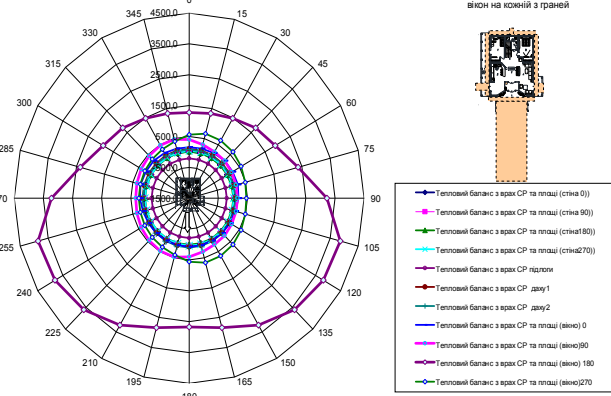 0
345
15
4500,0
330
30
3500,0
315
45
2500,0
300
60
1500,0
285
75
500,0
270
90
255
105
240
120
225
135
210
150
195
165
180
вікон на кожній з граней
Тепловий баланс з врах СР та площі (стіна 0))
Тепловий баланс з врах СР та площі (стіна 90))
Тепловий баланс з врах СР та площі (стіна180))
Тепловий баланс з врах СР та площі (стіна270))
Тепловий баланс з врах СР підлоги
Тепловий баланс з врах СР даху1
Тепловий баланс з врах СР даху2
Тепловий баланс з врах СР та площі (вікно) 0
Тепловий баланс з врах СР та площі (вікно)90
Тепловий баланс з врах СР та площі (вікно) 180
Тепловий баланс з врах СР та площі (вікно)270